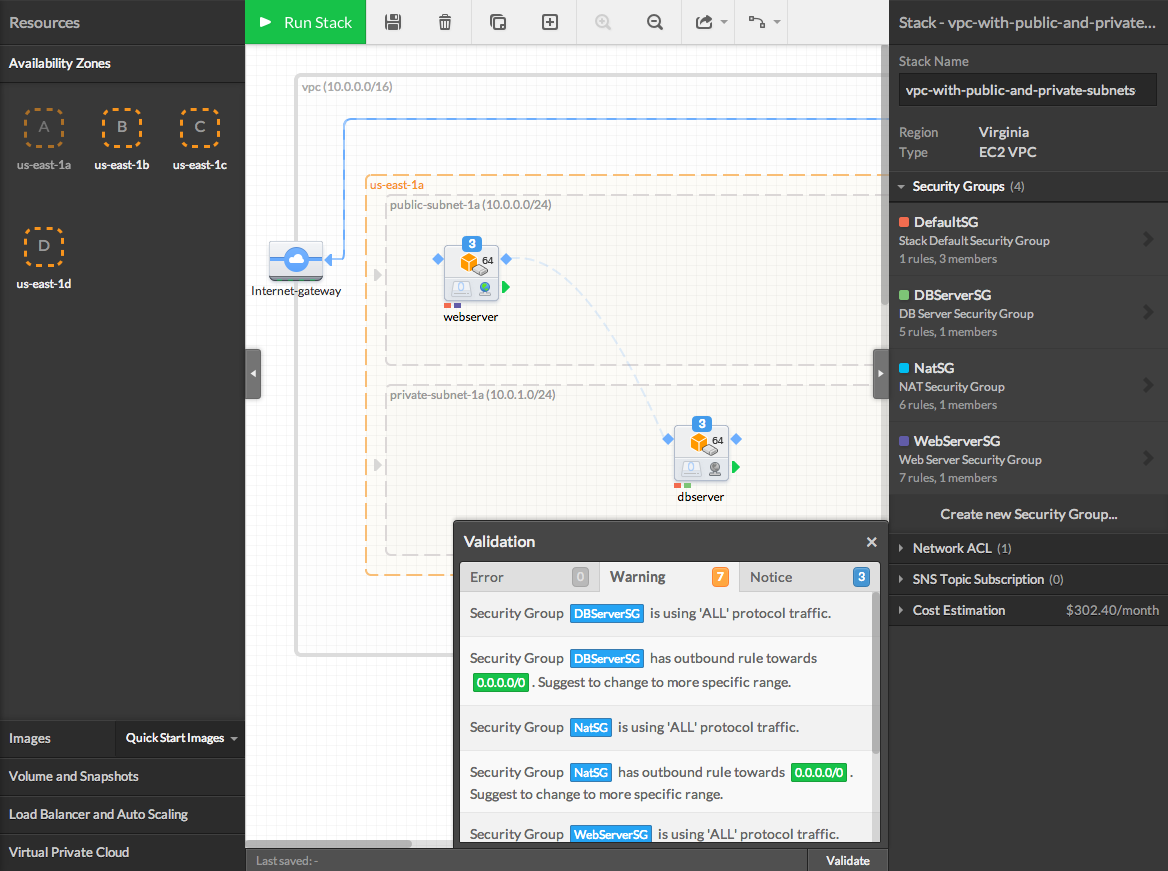 Resources
Availability Zones
A
B
C
us-east-1a
us-east-1b
us-east-1c
D
us-east-1d
Images
Quick Start Images
Volume and Snapshots
Load Balancer and Auto Scaling
Virtual Private Cloud
Run Stack
vpc (10.0.0.0/16)
us-east-1a
public-subnet-1a (10.0.0.0/24)
Internet-gateway
3
64
0
webserver
private-subnet-1a (10.0.1.0/24)
3
64
0
dbserver
Validation
Error 0
Warning 7
Notice 3
Security Group DBServerSG is using 'ALL' protocol traffic.
Security Group DBServerSG has outbound rule towards
0.0.0.0/0 . Suggest to change to more specific range.
Security Group NatSG is using 'ALL' protocol traffic.
Security Group NatSG has outbound rule towards 0.0.0.0/0 .
Suggest to change to more specific range.
Security Group WebServerSG is using 'ALL' protocol traffic.
Last saved: -
Validate
Stack - vpc-with-public-and-private...
Stack Name
vpc-with-public-and-private-subnets
Region Virginia
Type EC2 VPC
Security Groups (4)
DefaultSG
Stack Default Security Group
1 rules, 3 members
DBServerSG
DB Server Security Group
5 rules, 1 members
NatSG
NAT Security Group
6 rules, 1 members
WebServerSG
Web Server Security Group
7 rules, 1 members
Create new Security Group...
Network ACL (1)
SNS Topic Subscription (0)
Cost Estimation $302.40/month